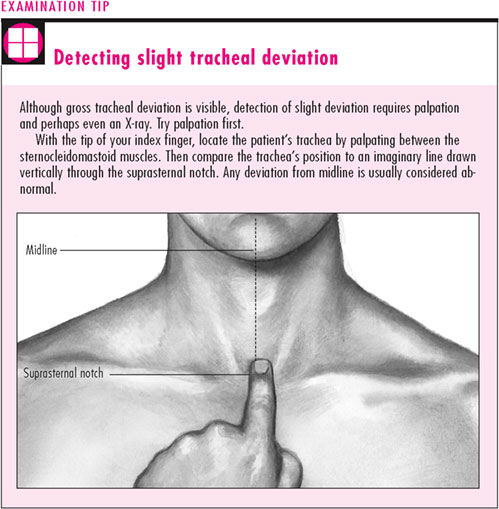 EXAMINATION TIP
Detecting slight tracheal deviation
Although gross tracheal deviation is visible, detection of slight deviation requires palpation
and perhaps even an X-ray. Try palpation first.
With the tip of your index finger, locate the patient’s trachea by palpating between the
sternocleidomastoid muscles. Then compare the trachea’s position to an imaginary line drawn
vertically through the suprasternal notch. Any deviation from midline is usually considered ab-
normal.
Midline
Suprasternal notch